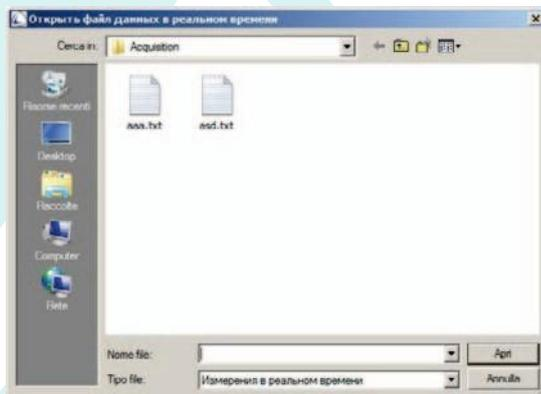 Открыть файл данных в реальном времени
Cerca in: Acquisition
Risorse recenti
Desktop
Raccolte
Computer
Rete
aaa.txt asd.txt
Nome file: Apri
Tipo file: Измерения в реальном времени Annulla